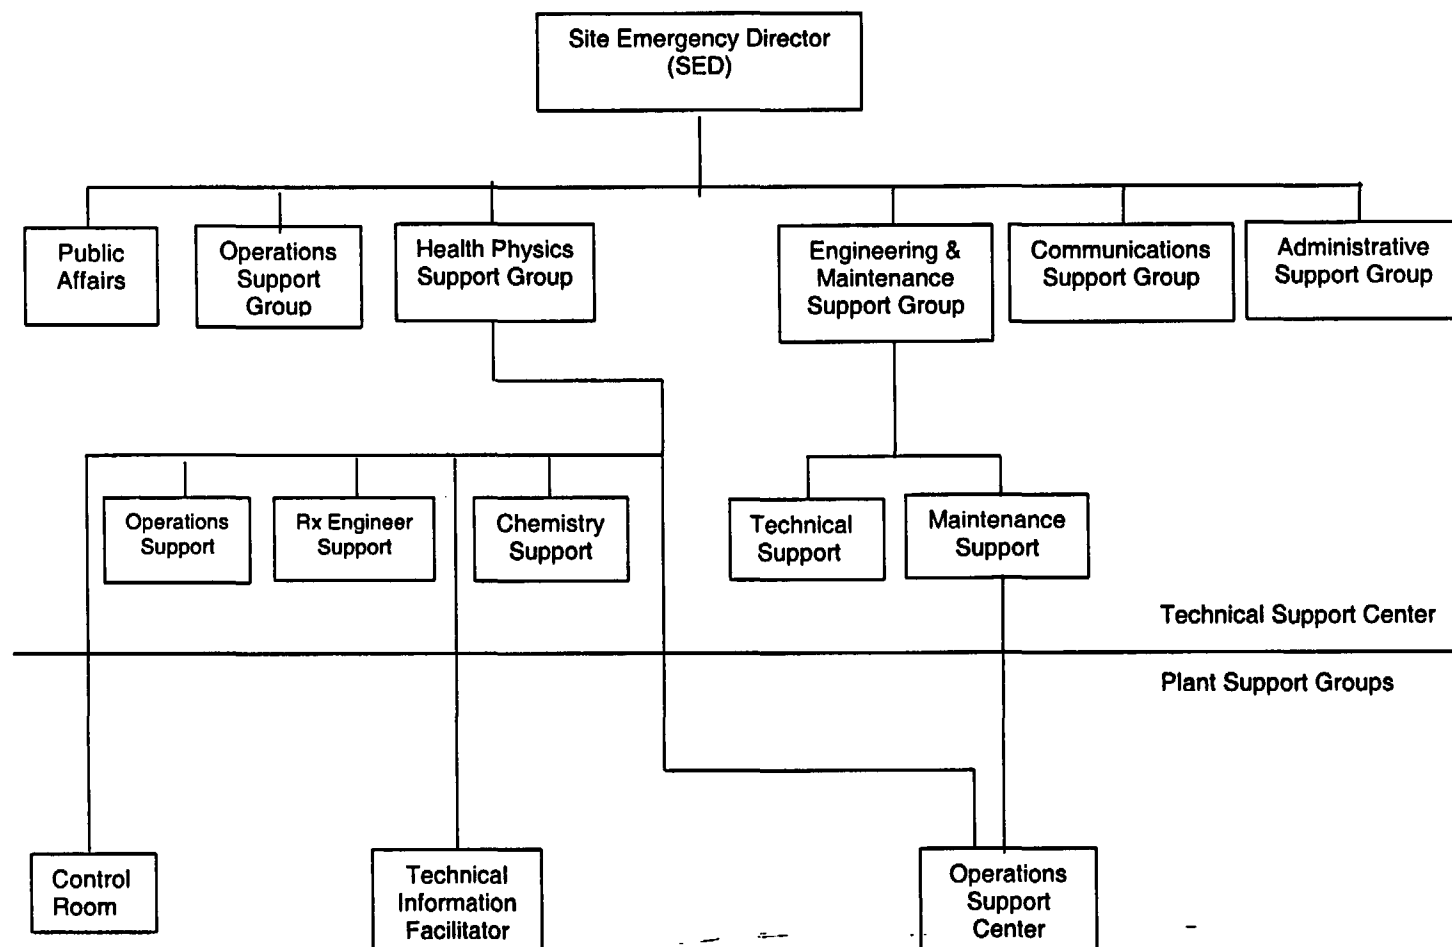 Site Emergency Director
(SED)
Public
Affairs
Operations
Support
Group
Health Physics
Support Group
Engineering &
Maintenance
Support Group
Communications
Support Group
Administrative
Support Group
Operations
Support
Rx Engineer
Support
Chemistry
Support
Technical
Support
Maintenance
Support
Technical Support Center
Plant Support Groups
Control
Room
Technical
Information
Facilitator
Operations
Support
Center